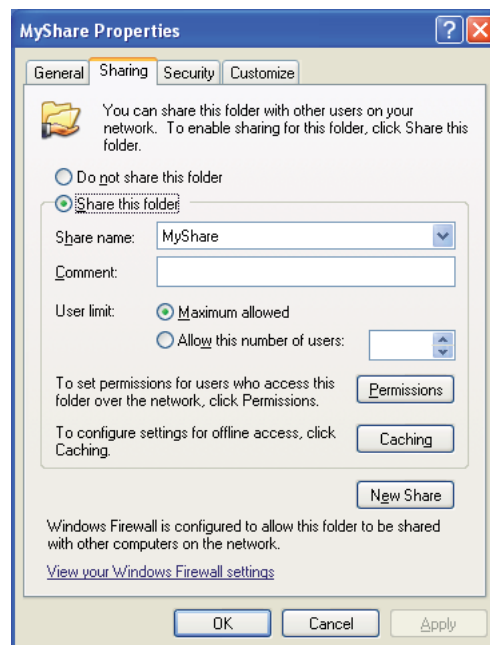 MyShare Properties
General Sharing Security Customize
You can share this folder with other users on your
network. To enable sharing for this folder, click Share this
folder.
Do not share this folder
Share this folder
Share name: MyShare
Comment:
User limit: Maximum allowed
Allow this number of users:
To set permissions for users who access this
folder over the network, click Permissions.
Permissions
To configure settings for offline access, click
Caching.
Caching
New Share
Windows Firewall is configured to allow this folder to be shared
with other computers on the network.
View your Windows Firewall settings
OK Cancel Apply